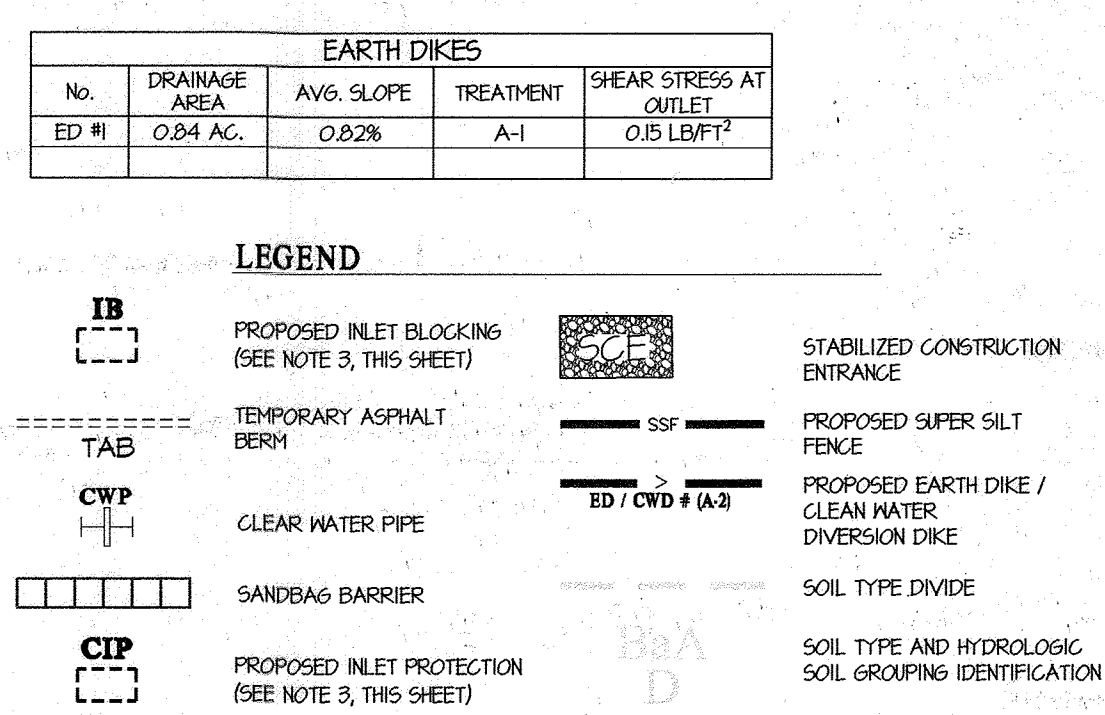 EARTH DIKES
No.
DRAINAGE
AREA
AVG. SLOPE
TREATMENT
SHEAR STRESS AT
OUTLET
ED #1
0.84 AC.
0.82%
A-1
0.15 LB/FT²
LEGEND
IB
PROPOSED INLET BLOCKING
(SEE NOTE 3, THIS SHEET)
TAB
TEMPORARY ASPHALT
BERM
CWP
CLEAR WATER PIPE
SANDBAG BARRIER
CIP
PROPOSED INLET PROTECTION
(SEE NOTE 3, THIS SHEET)
SCE
STABILIZED CONSTRUCTION
ENTRANCE
SSF
PROPOSED SUPER SILT
FENCE
>
ED / CWD # (A-2)
PROPOSED EARTH DIKE /
CLEAN WATER
DIVERSION DIKE
SOIL TYPE DIVIDE
BaA
D
SOIL TYPE AND HYDROLOGIC
SOIL GROUPING IDENTIFICATION